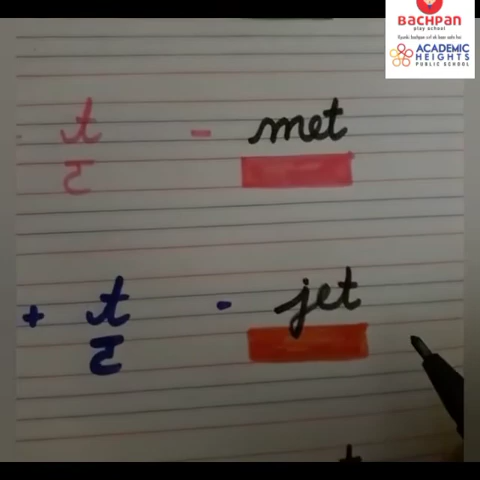 BACHPAN
play school
ACADEMIC
HEIGHTS
PUBLIC SCHOOL
t - met
ट
+ t - jet
ट